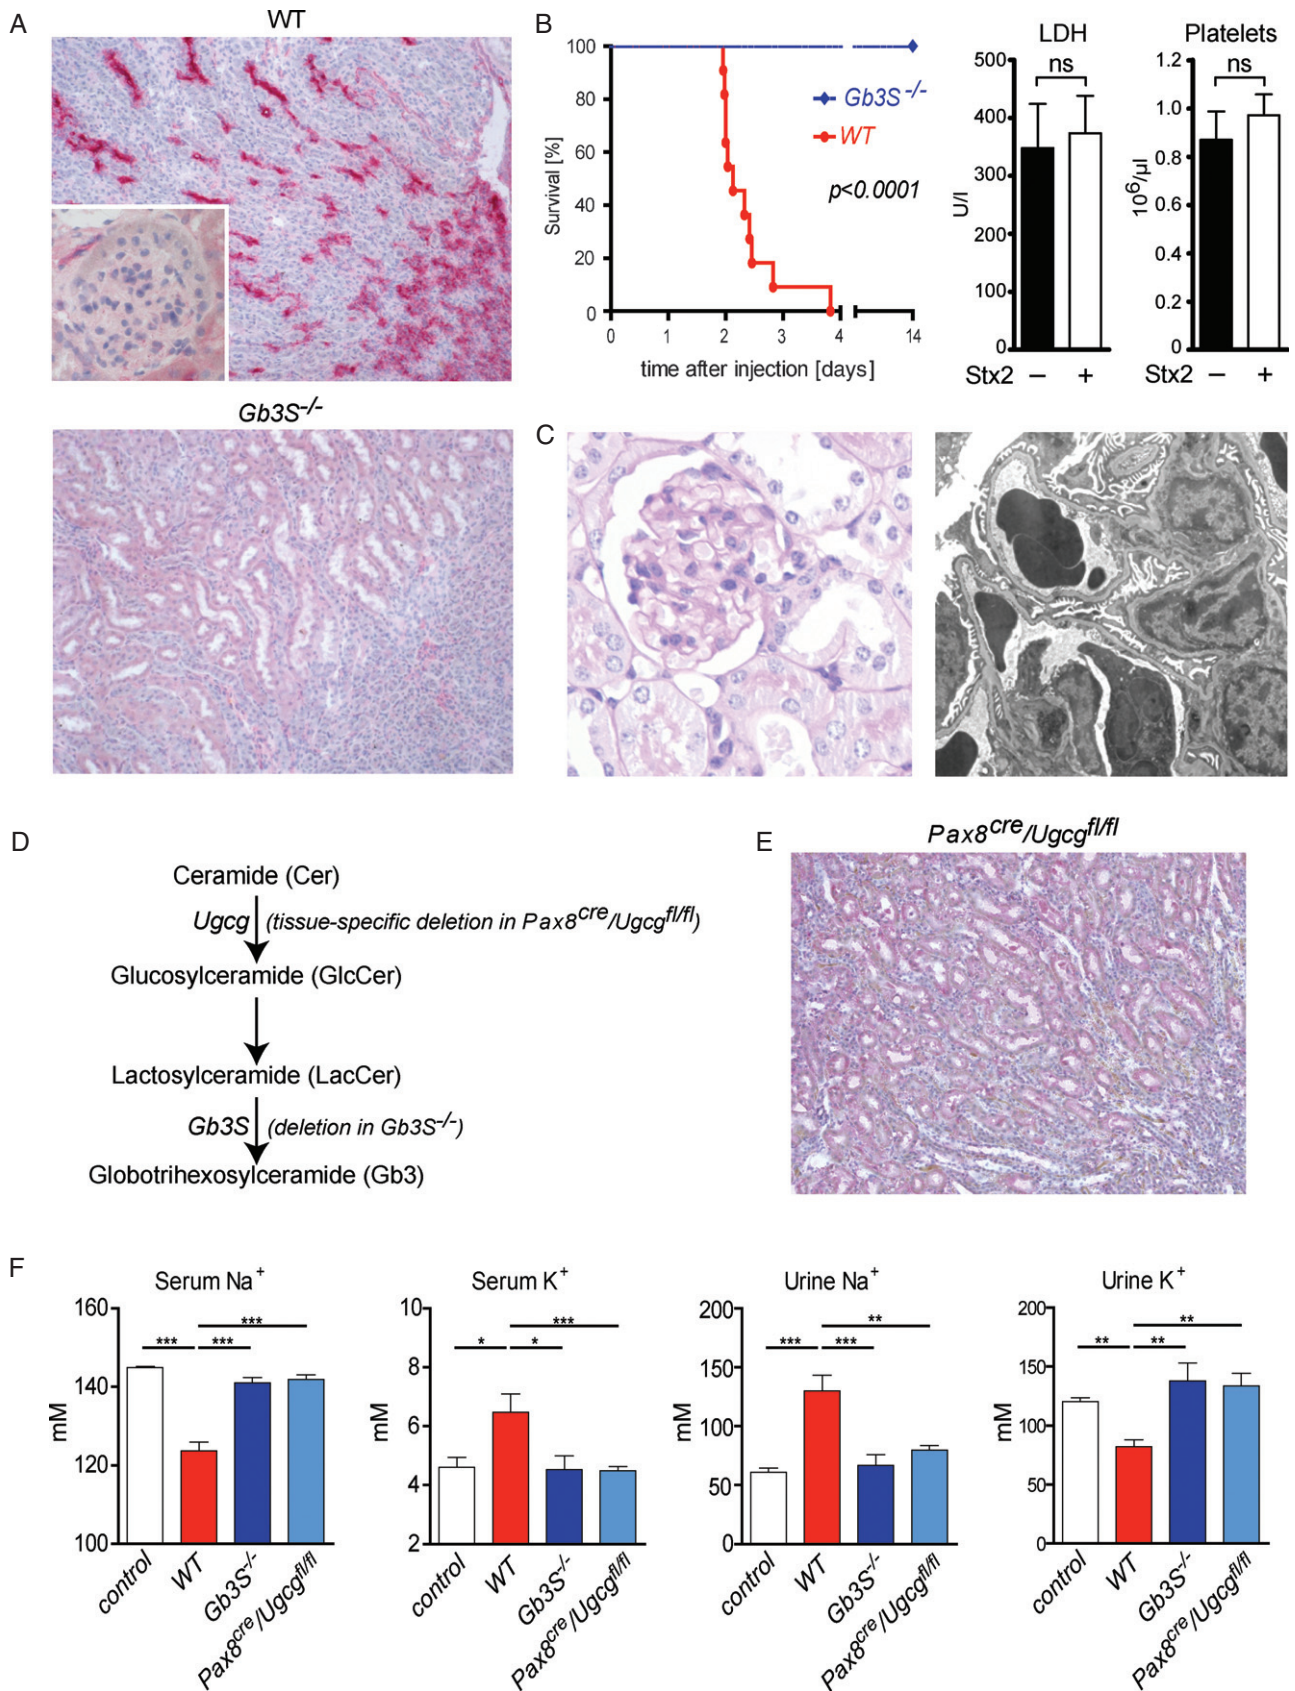 A
WT
Gb3S-/-
B
100
80
60
40
20
0
Survival [%]
0 1 2 3 4 14
time after injection [days]
Gb3S-/-
WT
p<0.0001
LDH
ns
500
400
300
200
100
0
U/l
Stx2 – +
Platelets
ns
1.2
1.0
0.8
0.6
0.4
0.2
0
10^6/µl
Stx2 – +
C
D
Ceramide (Cer)
Ugcg (tissue-specific deletion in Pax8cre/Ugcgfl/fl)
Glucosylceramide (GlcCer)
Lactosylceramide (LacCer)
Gb3S (deletion in Gb3S-/-)
Globotrihexosylceramide (Gb3)
E
Pax8cre/Ugcgfl/fl
F
Serum Na+
160
140
120
100
mM
*** *** ***
control
WT
Gb3S-/-
Pax8cre/Ugcgfl/fl
Serum K+
10
8
6
4
2
mM
***
* *
control
WT
Gb3S-/-
Pax8cre/Ugcgfl/fl
Urine Na+
200
150
100
50
0
mM
**
*** ***
control
WT
Gb3S-/-
Pax8cre/Ugcgfl/fl
Urine K+
200
150
100
50
0
mM
**
** **
control
WT
Gb3S-/-
Pax8cre/Ugcgfl/fl